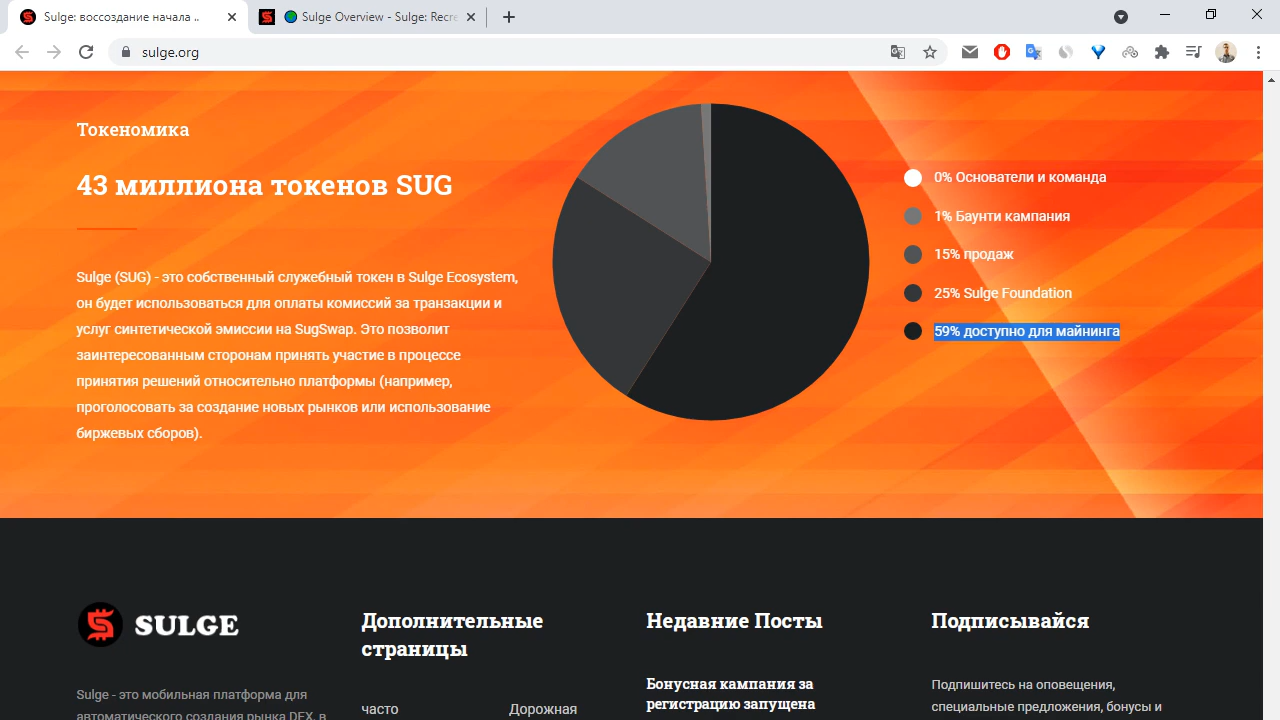 Sulge: воссоздание начала ..
Sulge Overview - Sulge: Recre
sulge.org
Токеномика
43 миллиона токенов SUG
Sulge (SUG) - это собственный служебный токен в Sulge Ecosystem,
он будет использоваться для оплаты комиссий за транзакции и
услуг синтетической эмиссии на SugSwap. Это позволит
заинтересованным сторонам принять участие в процессе
принятия решений относительно платформы (например,
проголосовать за создание новых рынков или использование
биржевых сборов).
0% Основатели и команда
1% Баунти кампания
15% продаж
25% Sulge Foundation
59% доступно для майнинга
SULGE
Sulge - это мобильная платформа для
автоматического создания рынка DEX, в
Дополнительные
страницы
часто
Дорожная
Недавние Посты
Бонусная кампания за
регистрацию запущена
Подписывайся
Подпишитесь на оповещения,
специальные предложения, бонусы и